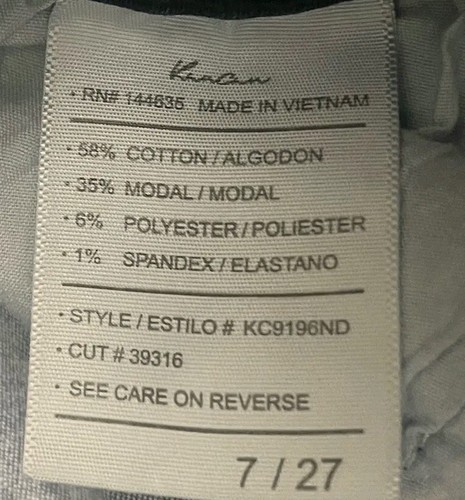 KanCan
• RN# 144635 MADE IN VIETNAM
• 58% COTTON / ALGODON
• 35% MODAL / MODAL
• 6% POLYESTER / POLIESTER
• 1% SPANDEX / ELASTANO
• STYLE / ESTILO # KC9196ND
• CUT # 39316
• SEE CARE ON REVERSE
7 / 27